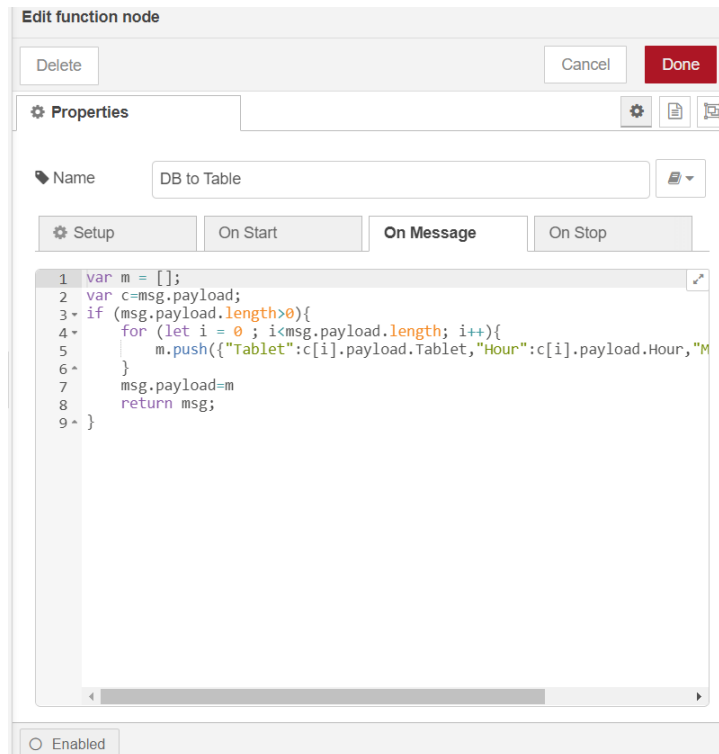 Edit function node
Delete
Cancel
Done
Properties
Name
DB to Table
Setup
On Start
On Message
On Stop
1 var m = [];
2 var c=msg.payload;
3 if (msg.payload.length>0){
4 for (let i = 0 ; i<msg.payload.length; i++){
5 m.push({"Tablet":c[i].payload.Tablet,"Hour":c[i].payload.Hour,"M
6 }
7 msg.payload=m
8 return msg;
9 }
Enabled